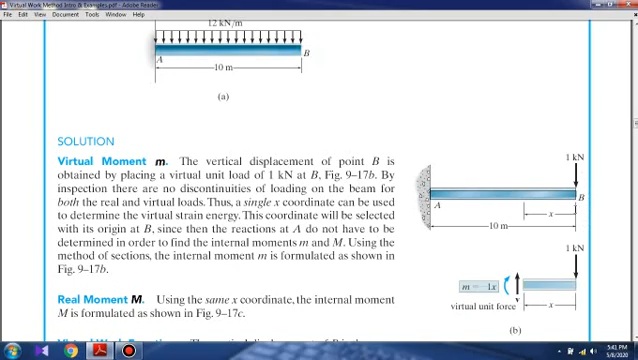 Virtual Work Method Intro & Examples.pdf - Adobe Reader
File Edit View Document Tools Window Help
12 kN/m
A
B
10 m
(a)
SOLUTION
Virtual Moment m. The vertical displacement of point B is
obtained by placing a virtual unit load of 1 kN at B, Fig. 9–17b. By
inspection there are no discontinuities of loading on the beam for
both the real and virtual loads. Thus, a single x coordinate can be used
to determine the virtual strain energy. This coordinate will be selected
with its origin at B, since then the reactions at A do not have to be
determined in order to find the internal moments m and M. Using the
method of sections, the internal moment m is formulated as shown in
Fig. 9–17b.
Real Moment M. Using the same x coordinate, the internal moment
M is formulated as shown in Fig. 9–17c.
1 kN
A
B
x
10 m
1 kN
m = −1x
v
x
virtual unit force
(b)
5:41 PM
5/8/2020